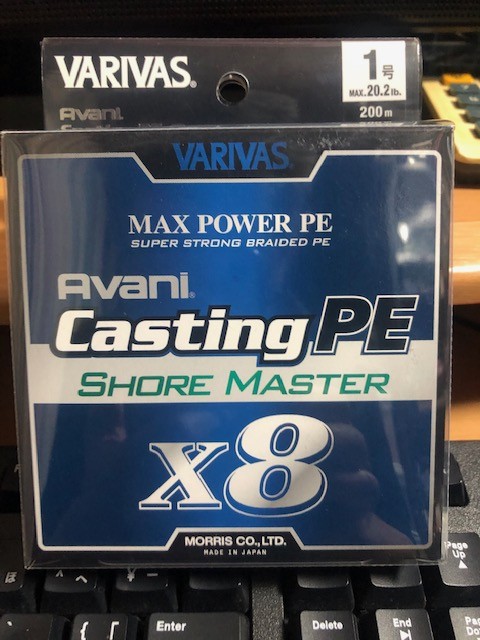 VARIVAS®
1号
MAX.20.2lb.
Avani
200m
VARIVAS®
MAX POWER PE
SUPER STRONG BRAIDED PE
Avani®
Casting PE
SHORE MASTER
X8
MORRIS CO.,LTD.
MADE IN JAPAN
Page
Up
Enter
Delete
End